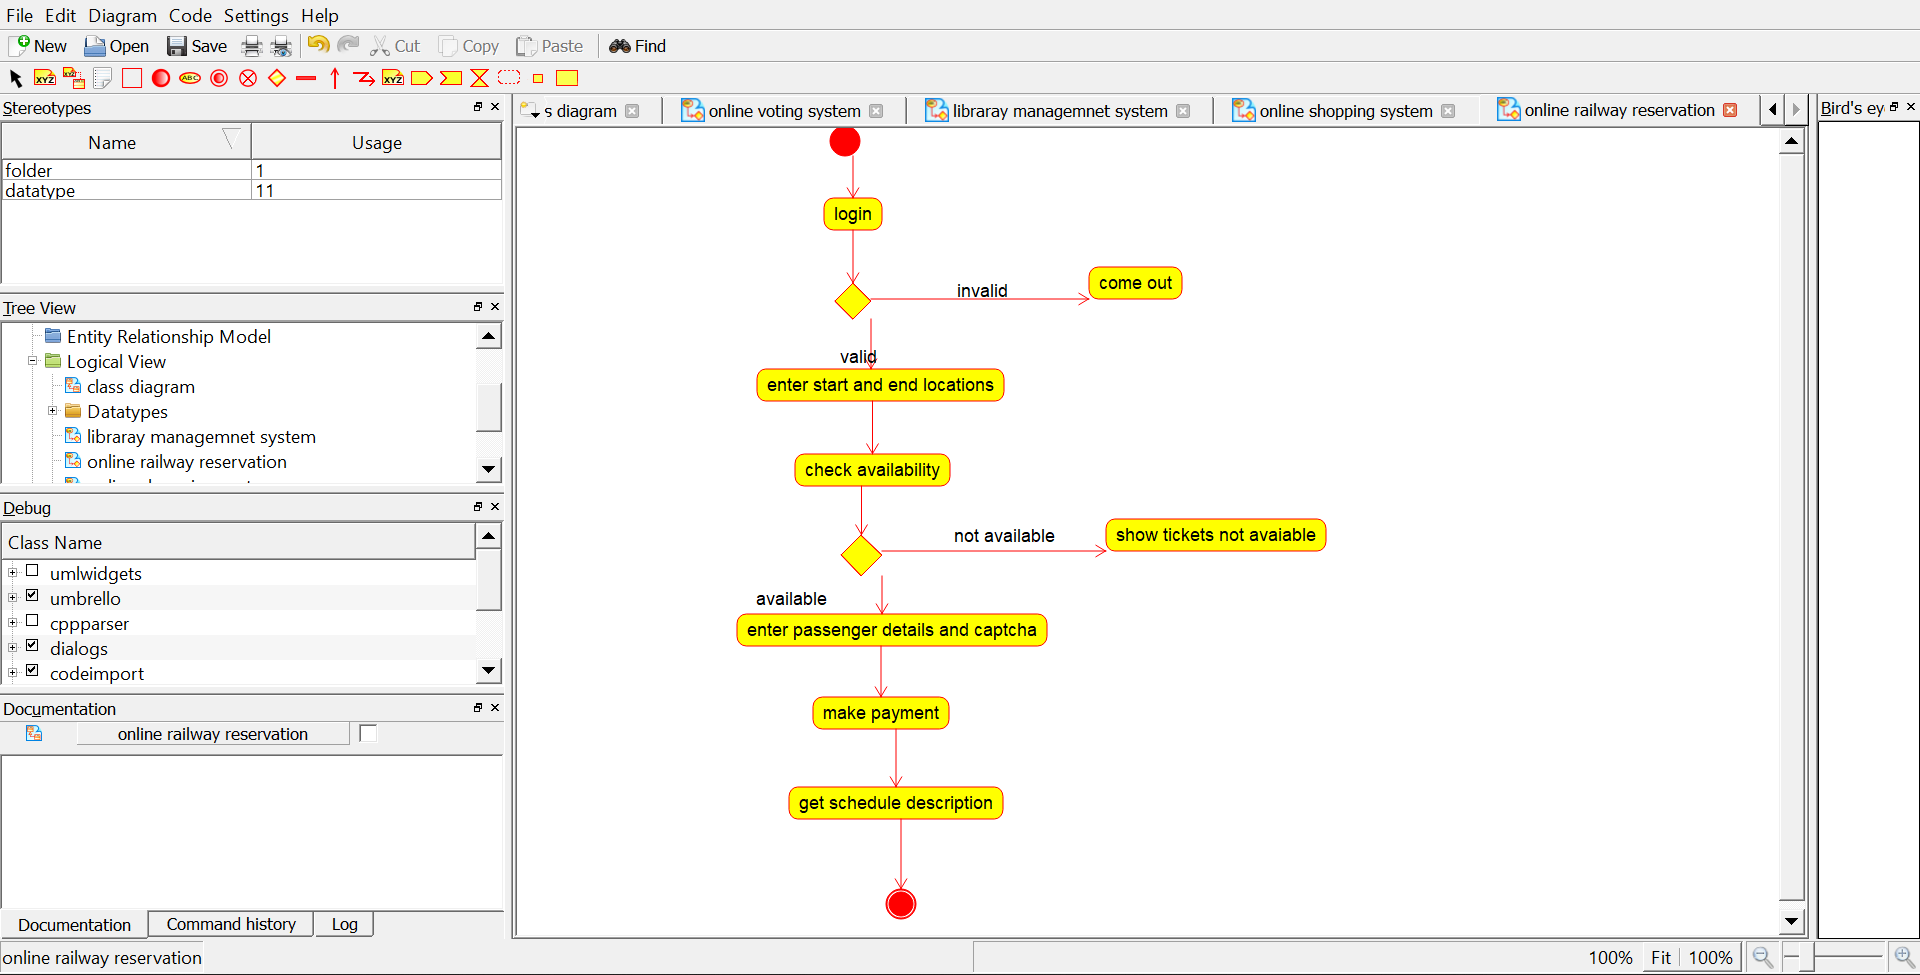 File Edit Diagram Code Settings Help
New Open Save Cut Copy Paste Find
XYZ XYZ ABC XYZ
Stereotypes
Name Usage
folder 1
datatype 11
Tree View
Entity Relationship Model
Logical View
class diagram
Datatypes
libraray managemnet system
online railway reservation
Debug
Class Name
umlwidgets
umbrello
cppparser
dialogs
codeimport
Documentation
online railway reservation
Documentation Command history Log
online railway reservation
s diagram online voting system libraray managemnet system online shopping system online railway reservation
Bird's ey
login
invalid
come out
valid
enter start and end locations
check availability
not available
show tickets not avaiable
available
enter passenger details and captcha
make payment
get schedule description
100% Fit 100%